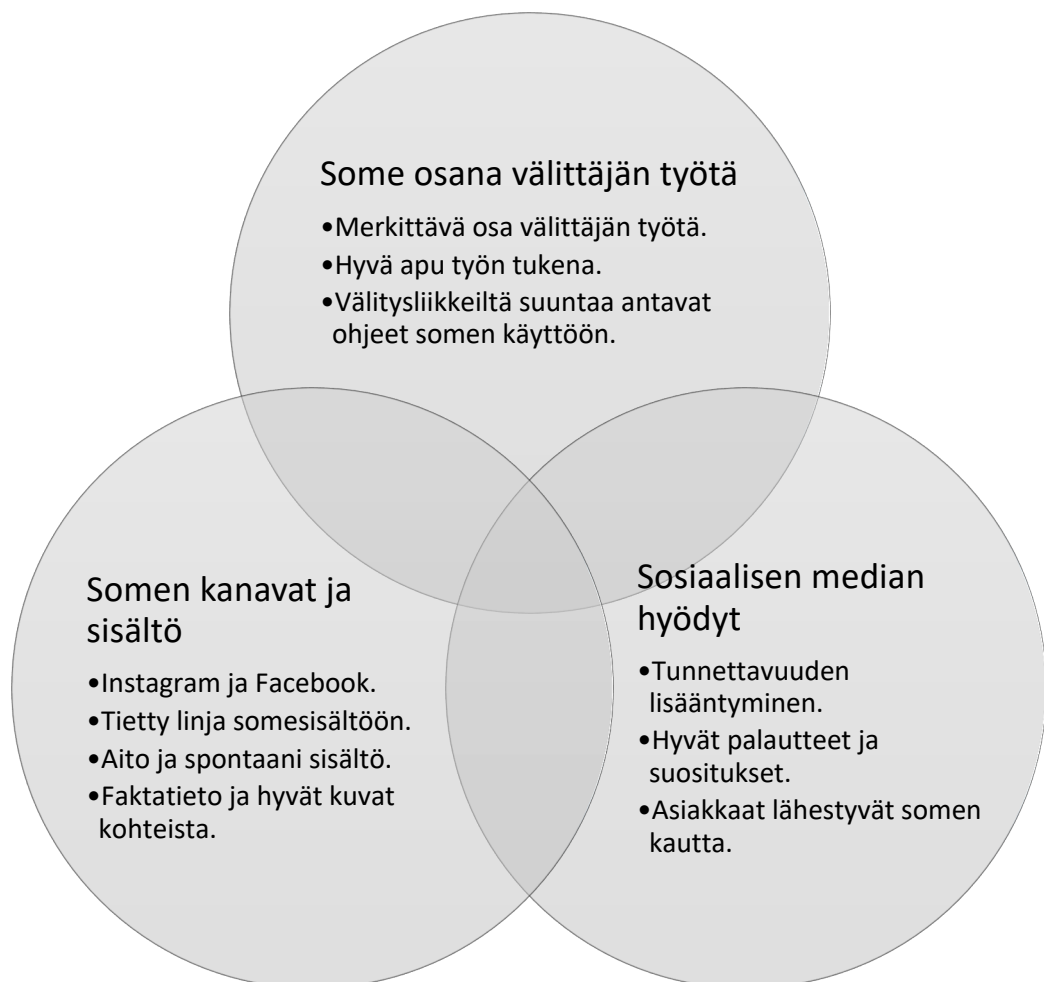 Some osana välittäjän työtä
•Merkittävä osa välittäjän työtä.
•Hyvä apu työn tukena.
•Välitysliikkeiltä suuntaa antavat
ohjeet somen käyttöön.
Somen kanavat ja
sisältö
•Instagram ja Facebook.
•Tietty linja somesisältöön.
•Aito ja spontaani sisältö.
•Faktatieto ja hyvät kuvat
kohteista.
Sosiaalisen median
hyödyt
•Tunnettavuuden
lisääntyminen.
•Hyvät palautteet ja
suositukset.
•Asiakkaat lähestyvät somen
kautta.